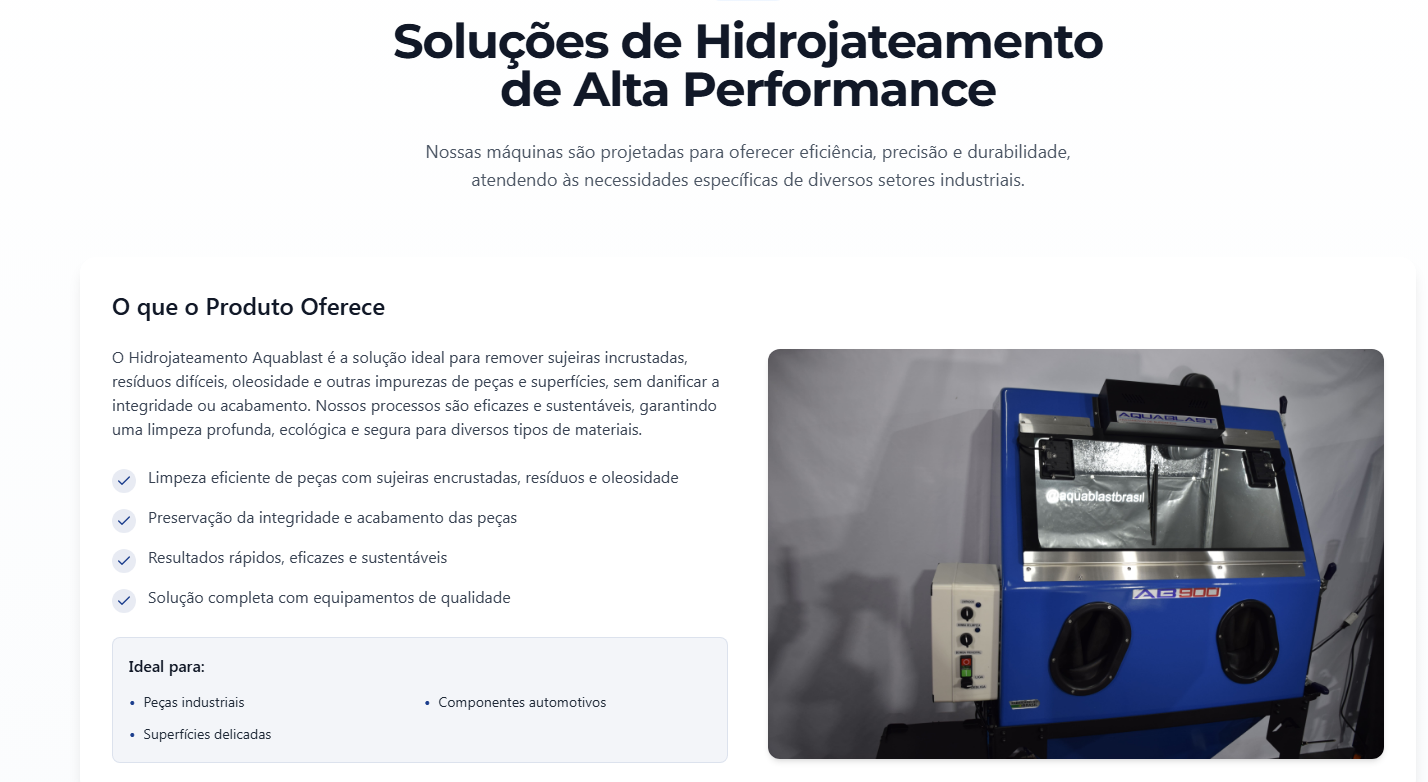 Soluções de Hidrojateamento
de Alta Performance
Nossas máquinas são projetadas para oferecer eficiência, precisão e durabilidade,
atendendo às necessidades específicas de diversos setores industriais.
O que o Produto Oferece
O Hidrojateamento Aquablast é a solução ideal para remover sujeiras incrustadas,
resíduos difíceis, oleosidade e outras impurezas de peças e superfícies, sem danificar a
integridade ou acabamento. Nossos processos são eficazes e sustentáveis, garantindo
uma limpeza profunda, ecológica e segura para diversos tipos de materiais.
Limpeza eficiente de peças com sujeiras encrustadas, resíduos e oleosidade
Preservação da integridade e acabamento das peças
Resultados rápidos, eficazes e sustentáveis
Solução completa com equipamentos de qualidade
Ideal para:
• Peças industriais
• Componentes automotivos
• Superfícies delicadas
AQUABLAST
@aquablastbrasil
AB900